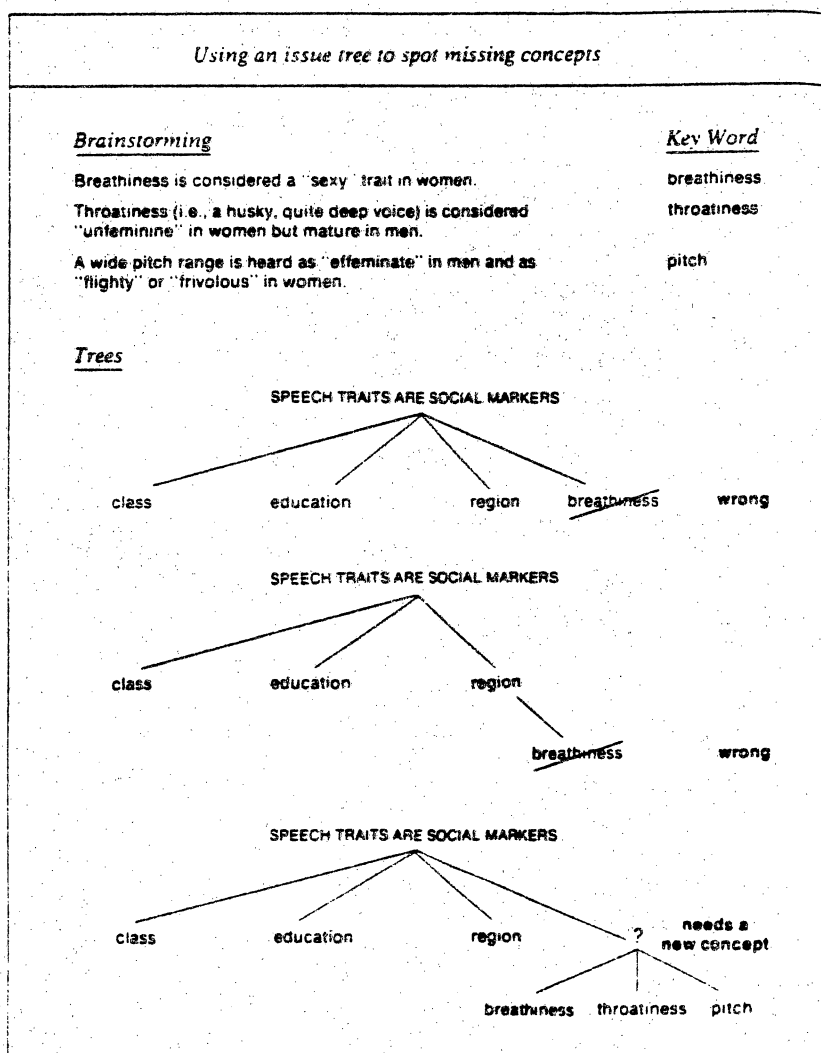 Using an issue tree to spot missing concepts
Brainstorming Key Word
Breathiness is considered a "sexy" trait in women. breathiness
Throatiness (i.e., a husky, quite deep voice) is considered throatiness
"unfeminine" in women but mature in men.
A wide pitch range is heard as "effeminate" in men and as pitch
"flighty" or "frivolous" in women.
Trees
SPEECH TRAITS ARE SOCIAL MARKERS
class education region breathiness wrong
SPEECH TRAITS ARE SOCIAL MARKERS
class education region
breathiness wrong
SPEECH TRAITS ARE SOCIAL MARKERS
class education region ? needs a
new concept
breathiness throatiness pitch